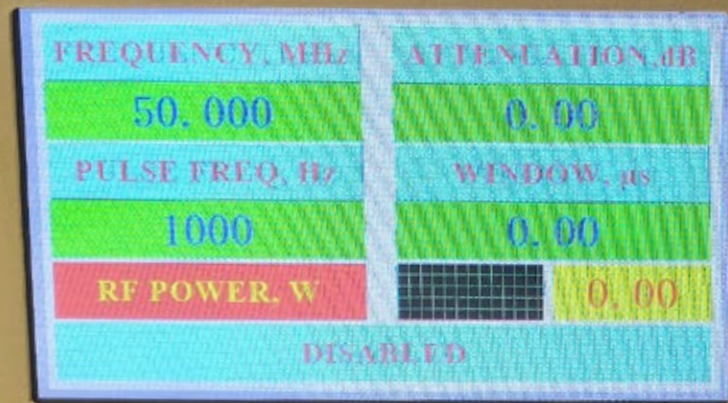 FREQUENCY, MHz
ATTENUATION, dB
50. 000
0. 00
PULSE FREQ, Hz
WINDOW, μs
1000
0. 00
RF POWER. W
0. 00
DISABLED